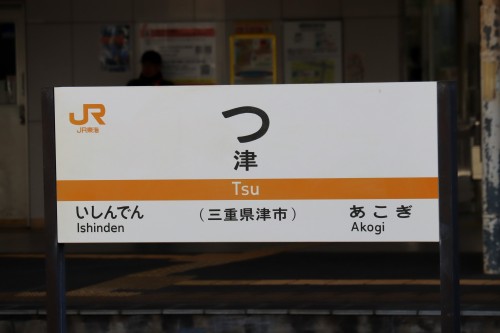 JR
JR東海
つ
津
Tsu
いしんでん
Ishinden
（三重県津市）
あこぎ
Akogi